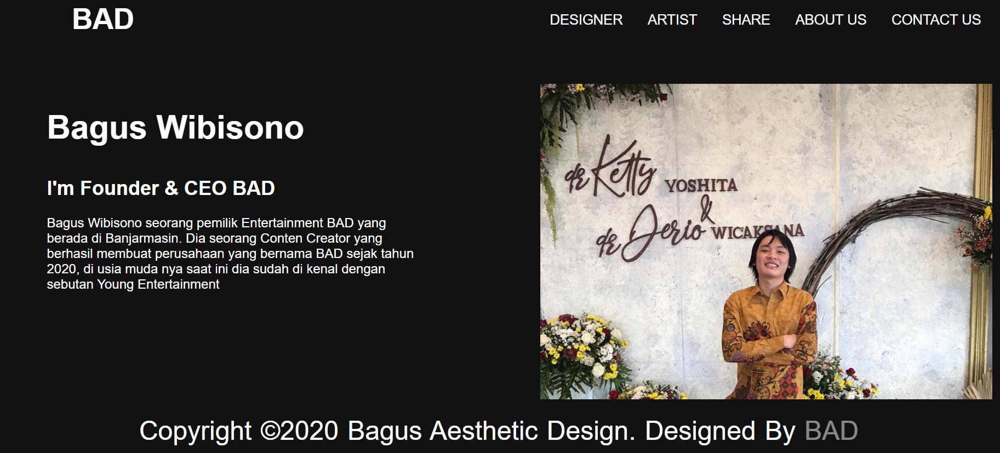 BAD
DESIGNER ARTIST SHARE ABOUT US CONTACT US
Bagus Wibisono
I'm Founder & CEO BAD
Bagus Wibisono seorang pemilik Entertainment BAD yang
berada di Banjarmasin. Dia seorang Conten Creator yang
berhasil membuat perusahaan yang bernama BAD sejak tahun
2020, di usia muda nya saat ini dia sudah di kenal dengan
sebutan Young Entertainment
dr Ketty YOSHITA
&
dr Jerio WICAKSANA
Copyright ©2020 Bagus Aesthetic Design. Designed By BAD